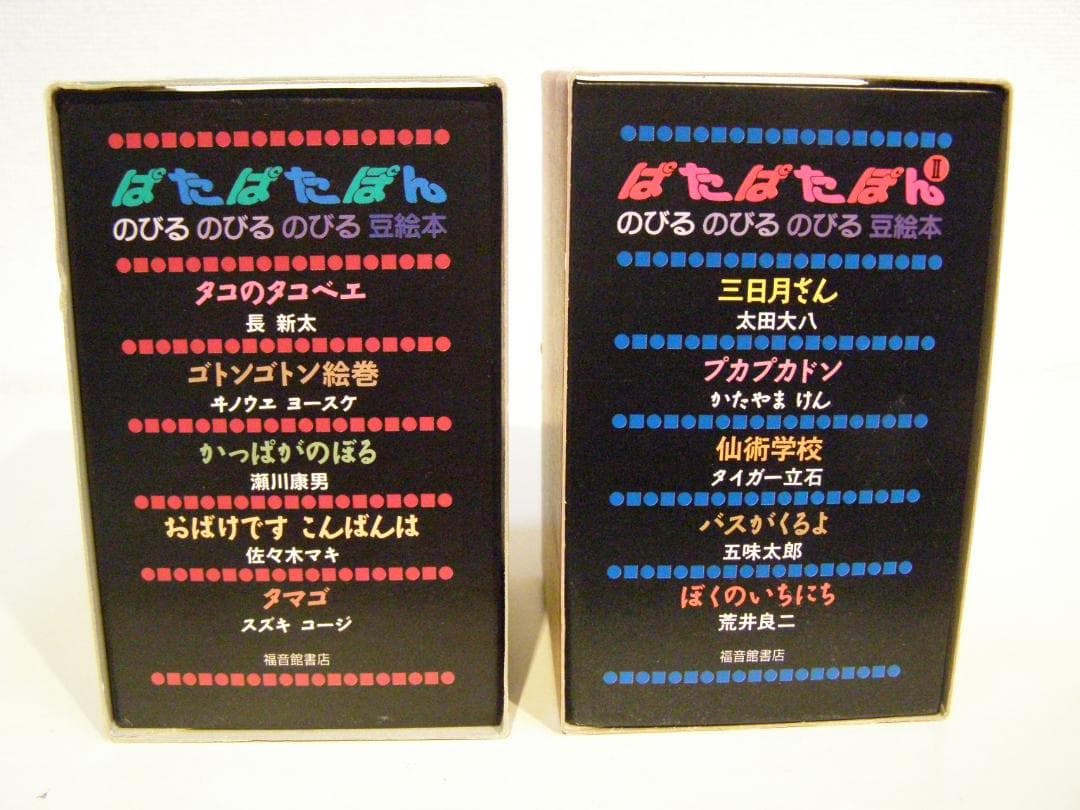 ぱたぱたぽん
のびる のびる のびる 豆絵本
タコのタコベエ
長 新太
ゴトンゴトン絵巻
ヰノウエ ヨースケ
かっぱがのぼる
瀬川康男
おばけです こんばんは
佐々木マキ
タマゴ
スズキ コージ
福音館書店
ぱたぱたぽん II
のびる のびる のびる 豆絵本
三日月さん
太田大八
プカプカドン
かたやま けん
仙術学校
タイガー立石
バスがくるよ
五味太郎
ぼくのいちにち
荒井良二
福音館書店